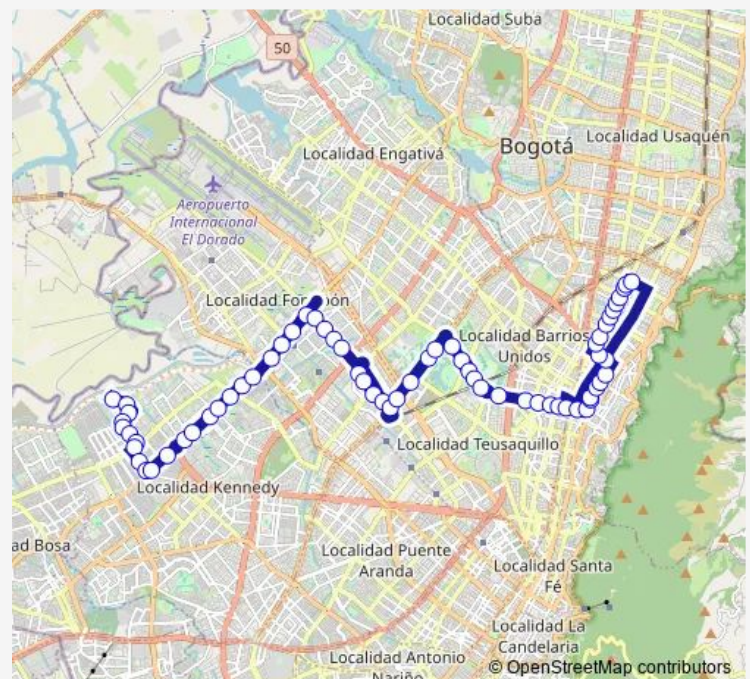 Localidad Suba
50
Localidad Usaquén
Bogotá
Localidad Engativá
Aeropuerto
Internacional
El Dorado
Localidad
Localidad Barrios
Unidos
Localidad Teusaquillo
Localidad Kennedy
ad Bosa
Localidad Puente
Aranda
Localidad Santa
Fé
Localidad La
Candelaria
Localidad Antonio
Nariño
© OpenStreetMap contributors